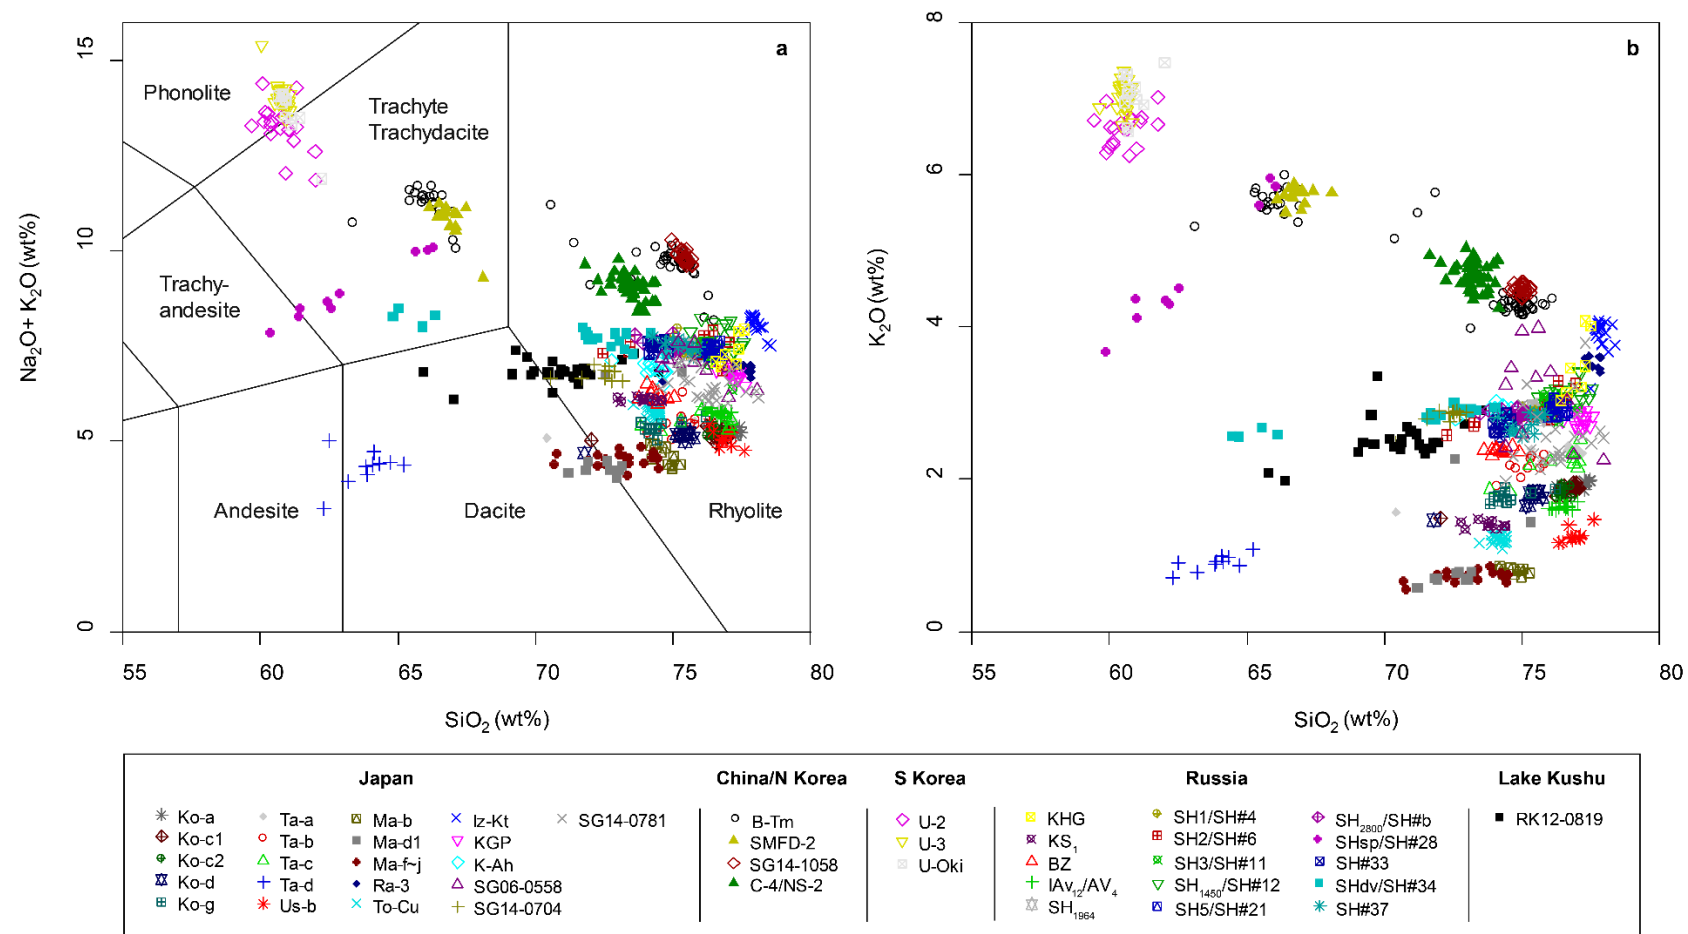 a
b
15
10
5
0
Na2O+ K2O (wt%)
Phonolite
Trachyte
Trachydacite
Trachy-
andesite
Andesite
Dacite
Rhyolite
55
60
65
70
75
80
SiO2 (wt%)
8
6
4
2
0
K2O (wt%)
55
60
65
70
75
80
SiO2 (wt%)
Japan
Ko-a
Ko-c1
Ko-c2
Ko-d
Ko-g
Ta-a
Ta-b
Ta-c
Ta-d
Us-b
Ma-b
Ma-d1
Ma-f~j
Ra-3
To-Cu
Iz-Kt
KGP
K-Ah
SG06-0558
SG14-0704
SG14-0781
China/N Korea
B-Tm
SMFD-2
SG14-1058
C-4/NS-2
S Korea
U-2
U-3
U-Oki
Russia
KHG
KS1
BZ
IAv12/AV4
SH1964
SH1/SH#4
SH2/SH#6
SH3/SH#11
SH1450/SH#12
SH5/SH#21
SH2800/SH#b
SHsp/SH#28
SH#33
SHdv/SH#34
SH#37
Lake Kushu
RK12-0819